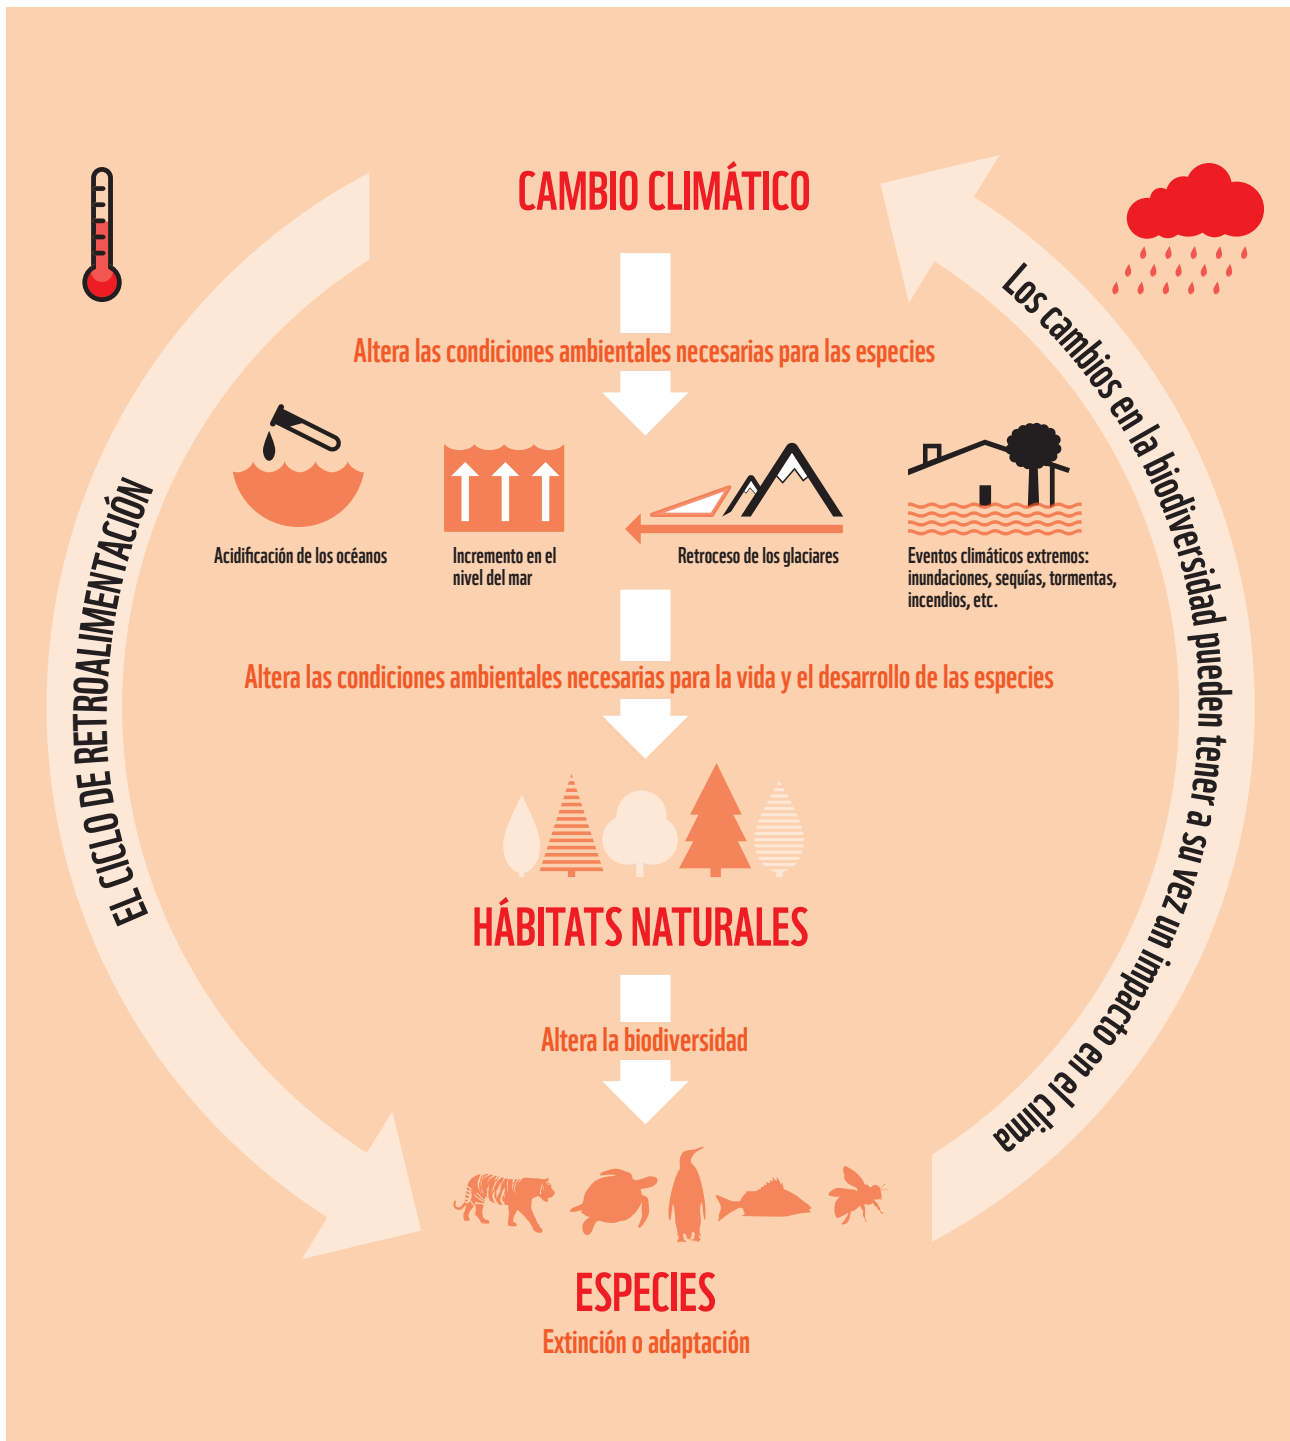 CAMBIO CLIMÁTICO
Altera las condiciones ambientales necesarias para las especies
Acidificación de los océanos
Incremento en el
nivel del mar
Retroceso de los glaciares
Eventos climáticos extremos:
inundaciones, sequías, tormentas,
incendios, etc.
Altera las condiciones ambientales necesarias para la vida y el desarrollo de las especies
HÁBITATS NATURALES
Altera la biodiversidad
ESPECIES
Extinción o adaptación
EL CICLO DE RETROALIMENTACIÓN
Los cambios en la biodiversidad pueden tener a su vez un impacto en el clima